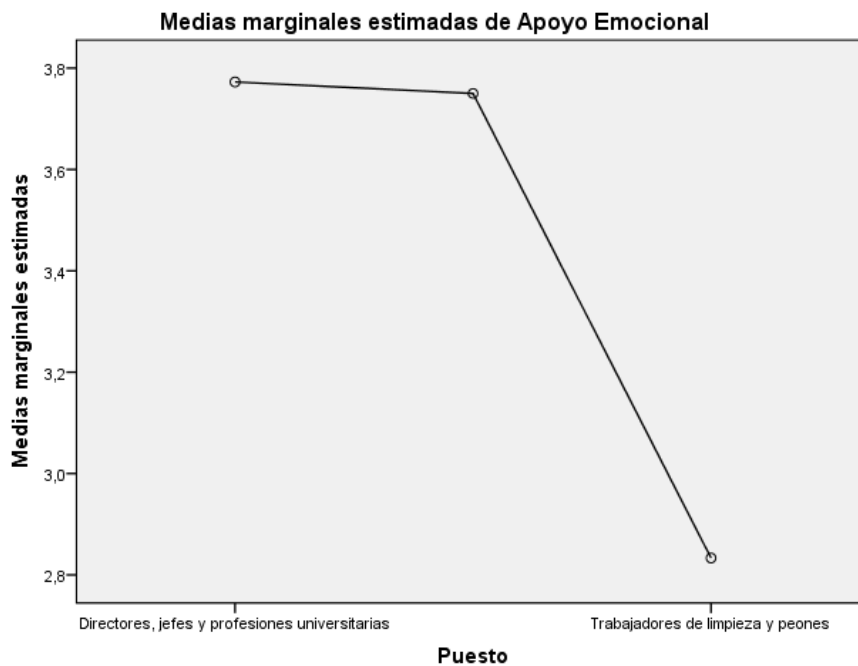 Medias marginales estimadas de Apoyo Emocional
Medias marginales estimadas
3,8
3,6
3,4
3,2
3,0
2,8
Directores, jefes y profesiones universitarias
Trabajadores de limpieza y peones
Puesto